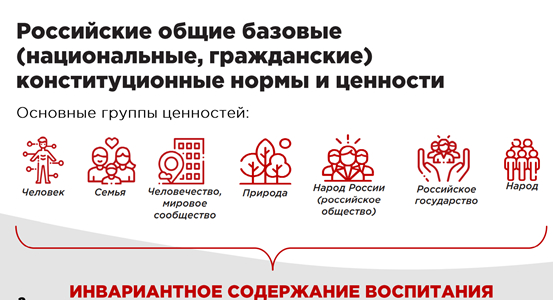 Российские общие базовые
(национальные, гражданские)
конституционные нормы и ценности
Основные группы ценностей:
Человек
Семья
Человечество,
мировое
сообщество
Природа
Народ России
(российское
общество)
Российское
государство
Народ
ИНВАРИАНТНОЕ СОДЕРЖАНИЕ ВОСПИТАНИЯ